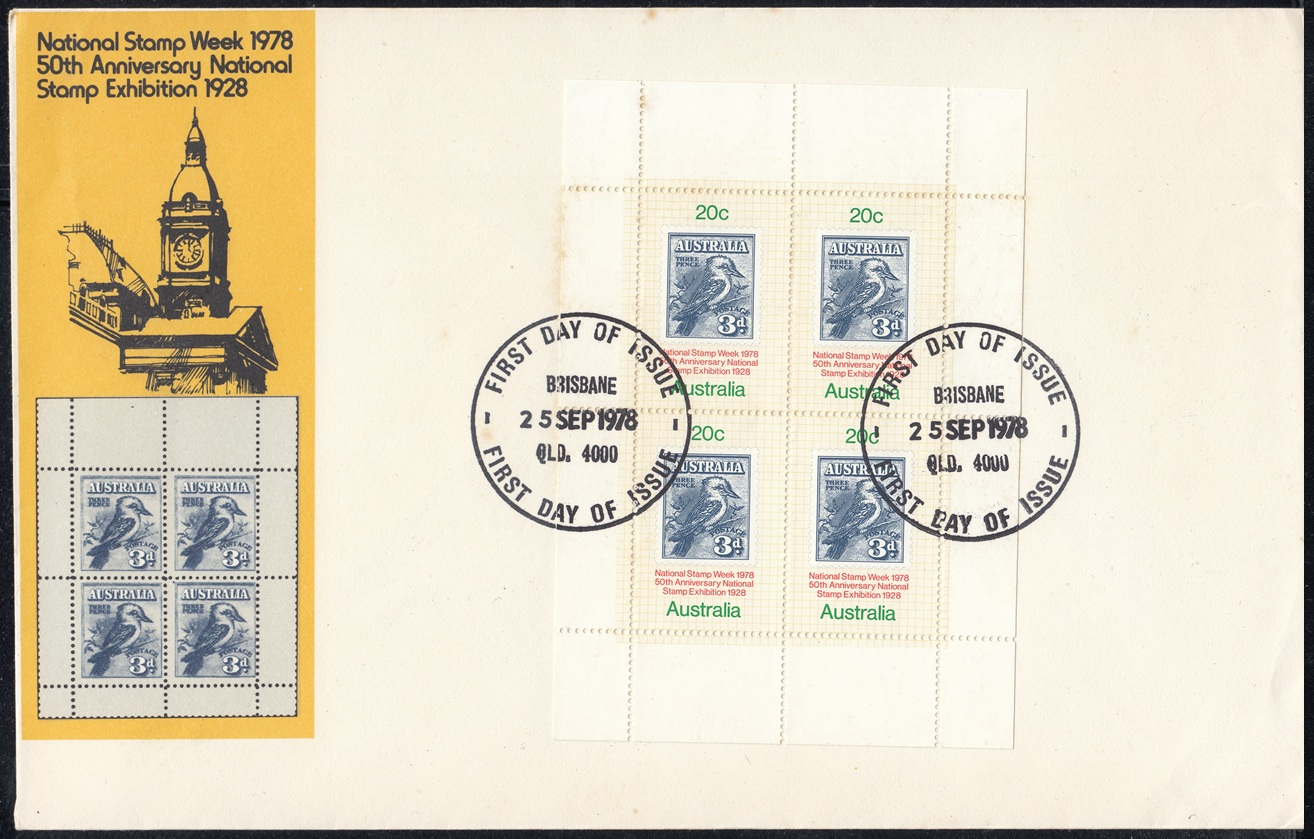 National Stamp Week 1978
50th Anniversary National
Stamp Exhibition 1928
AUSTRALIA AUSTRALIA
THREE PENCE THREE PENCE
POSTAGE POSTAGE
3d. 3d.
AUSTRALIA AUSTRALIA
THREE PENCE THREE PENCE
POSTAGE POSTAGE
3d. 3d.
20c 20c
AUSTRALIA AUSTRALIA
THREE PENCE THREE PENCE
POSTAGE POSTAGE
3d. 3d.
National Stamp Week 1978 National Stamp Week 1978
50th Anniversary National 50th Anniversary National
Stamp Exhibition 1928 Stamp Exhibition 1928
Australia Australia
20c 20c
AUSTRALIA AUSTRALIA
THREE PENCE THREE PENCE
POSTAGE POSTAGE
3d. 3d.
National Stamp Week 1978 National Stamp Week 1978
50th Anniversary National 50th Anniversary National
Stamp Exhibition 1928 Stamp Exhibition 1928
Australia Australia
FIRST DAY OF ISSUE
BRISBANE
25 SEP 1978
QLD. 4000
FIRST DAY OF ISSUE
FIRST DAY OF ISSUE
BRISBANE
25 SEP 1978
QLD. 4000
FIRST DAY OF ISSUE